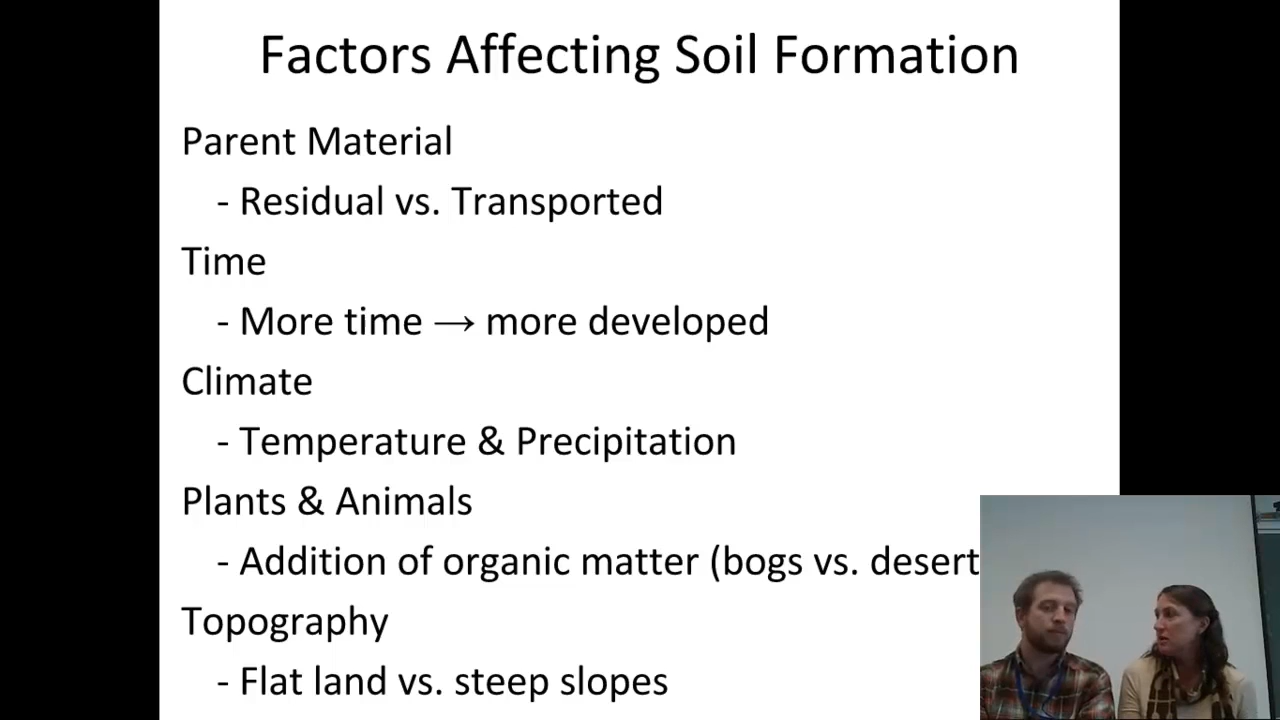 Factors Affecting Soil Formation
Parent Material
- Residual vs. Transported
Time
- More time → more developed
Climate
- Temperature & Precipitation
Plants & Animals
- Addition of organic matter (bogs vs. desert
Topography
- Flat land vs. steep slopes